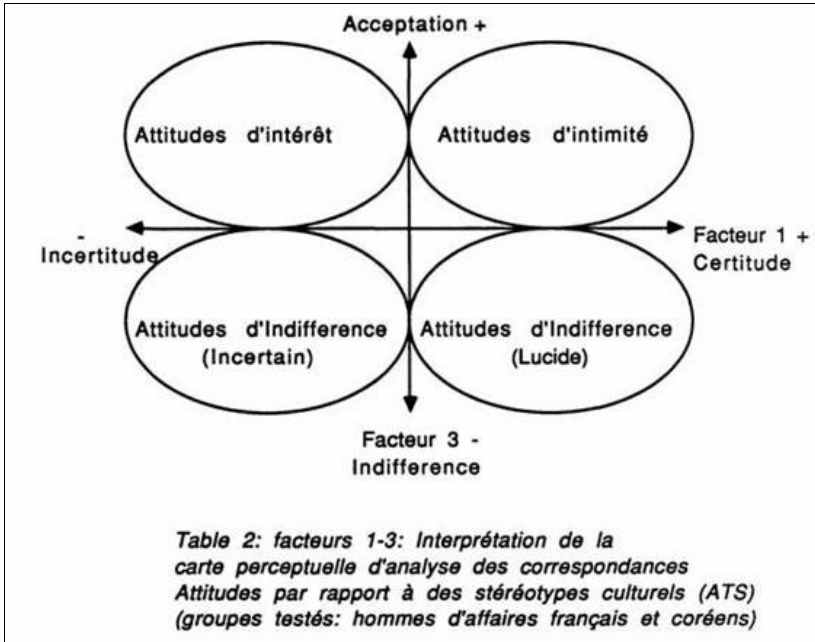 Acceptation +
Attitudes d'intérêt
Attitudes d'intimité
-
Incertitude
Facteur 1 +
Certitude
Attitudes d'Indifference
(Incertain)
Attitudes d'Indifference
(Lucide)
Facteur 3 -
Indifference
Table 2: facteurs 1-3: Interprétation de la
carte perceptuelle d'analyse des correspondances
Attitudes par rapport à des stéréotypes culturels (ATS)
(groupes testés: hommes d'affaires français et coréens)